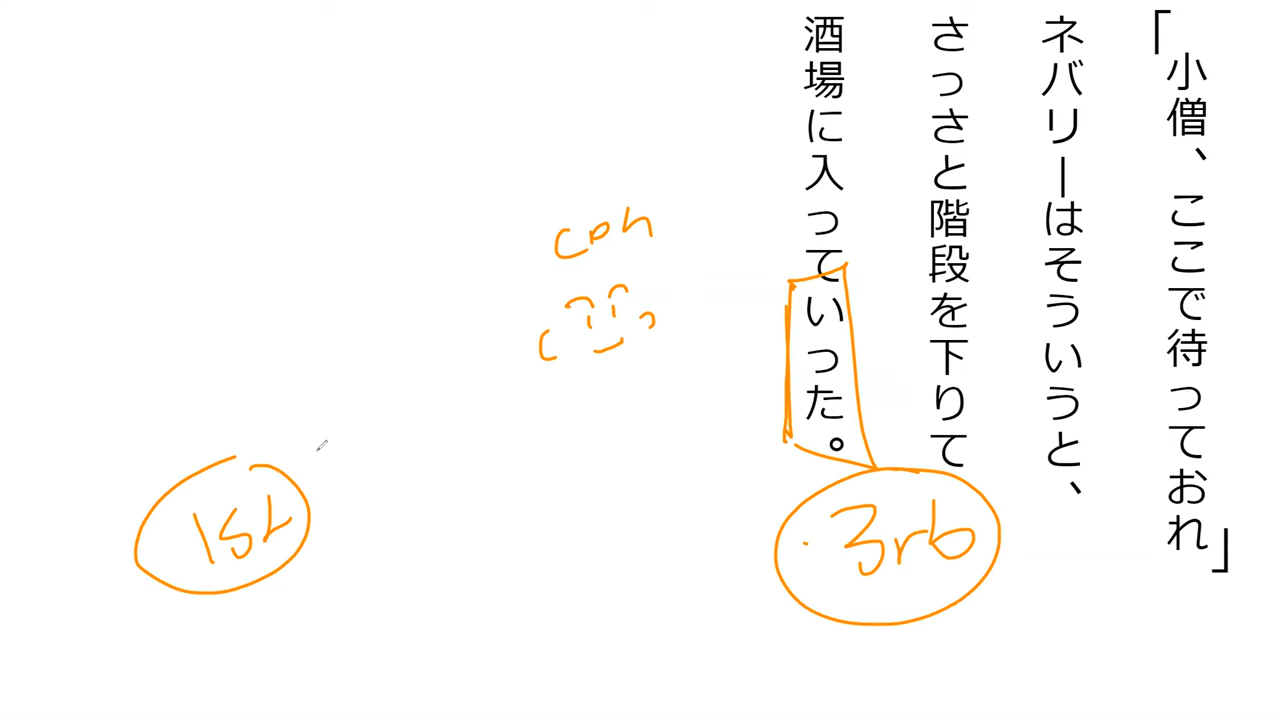 「小僧、ここで待っておれ」
ネバリーはそういうと、
さっさと階段を下りて
酒場に入っていった。
3rd
1st